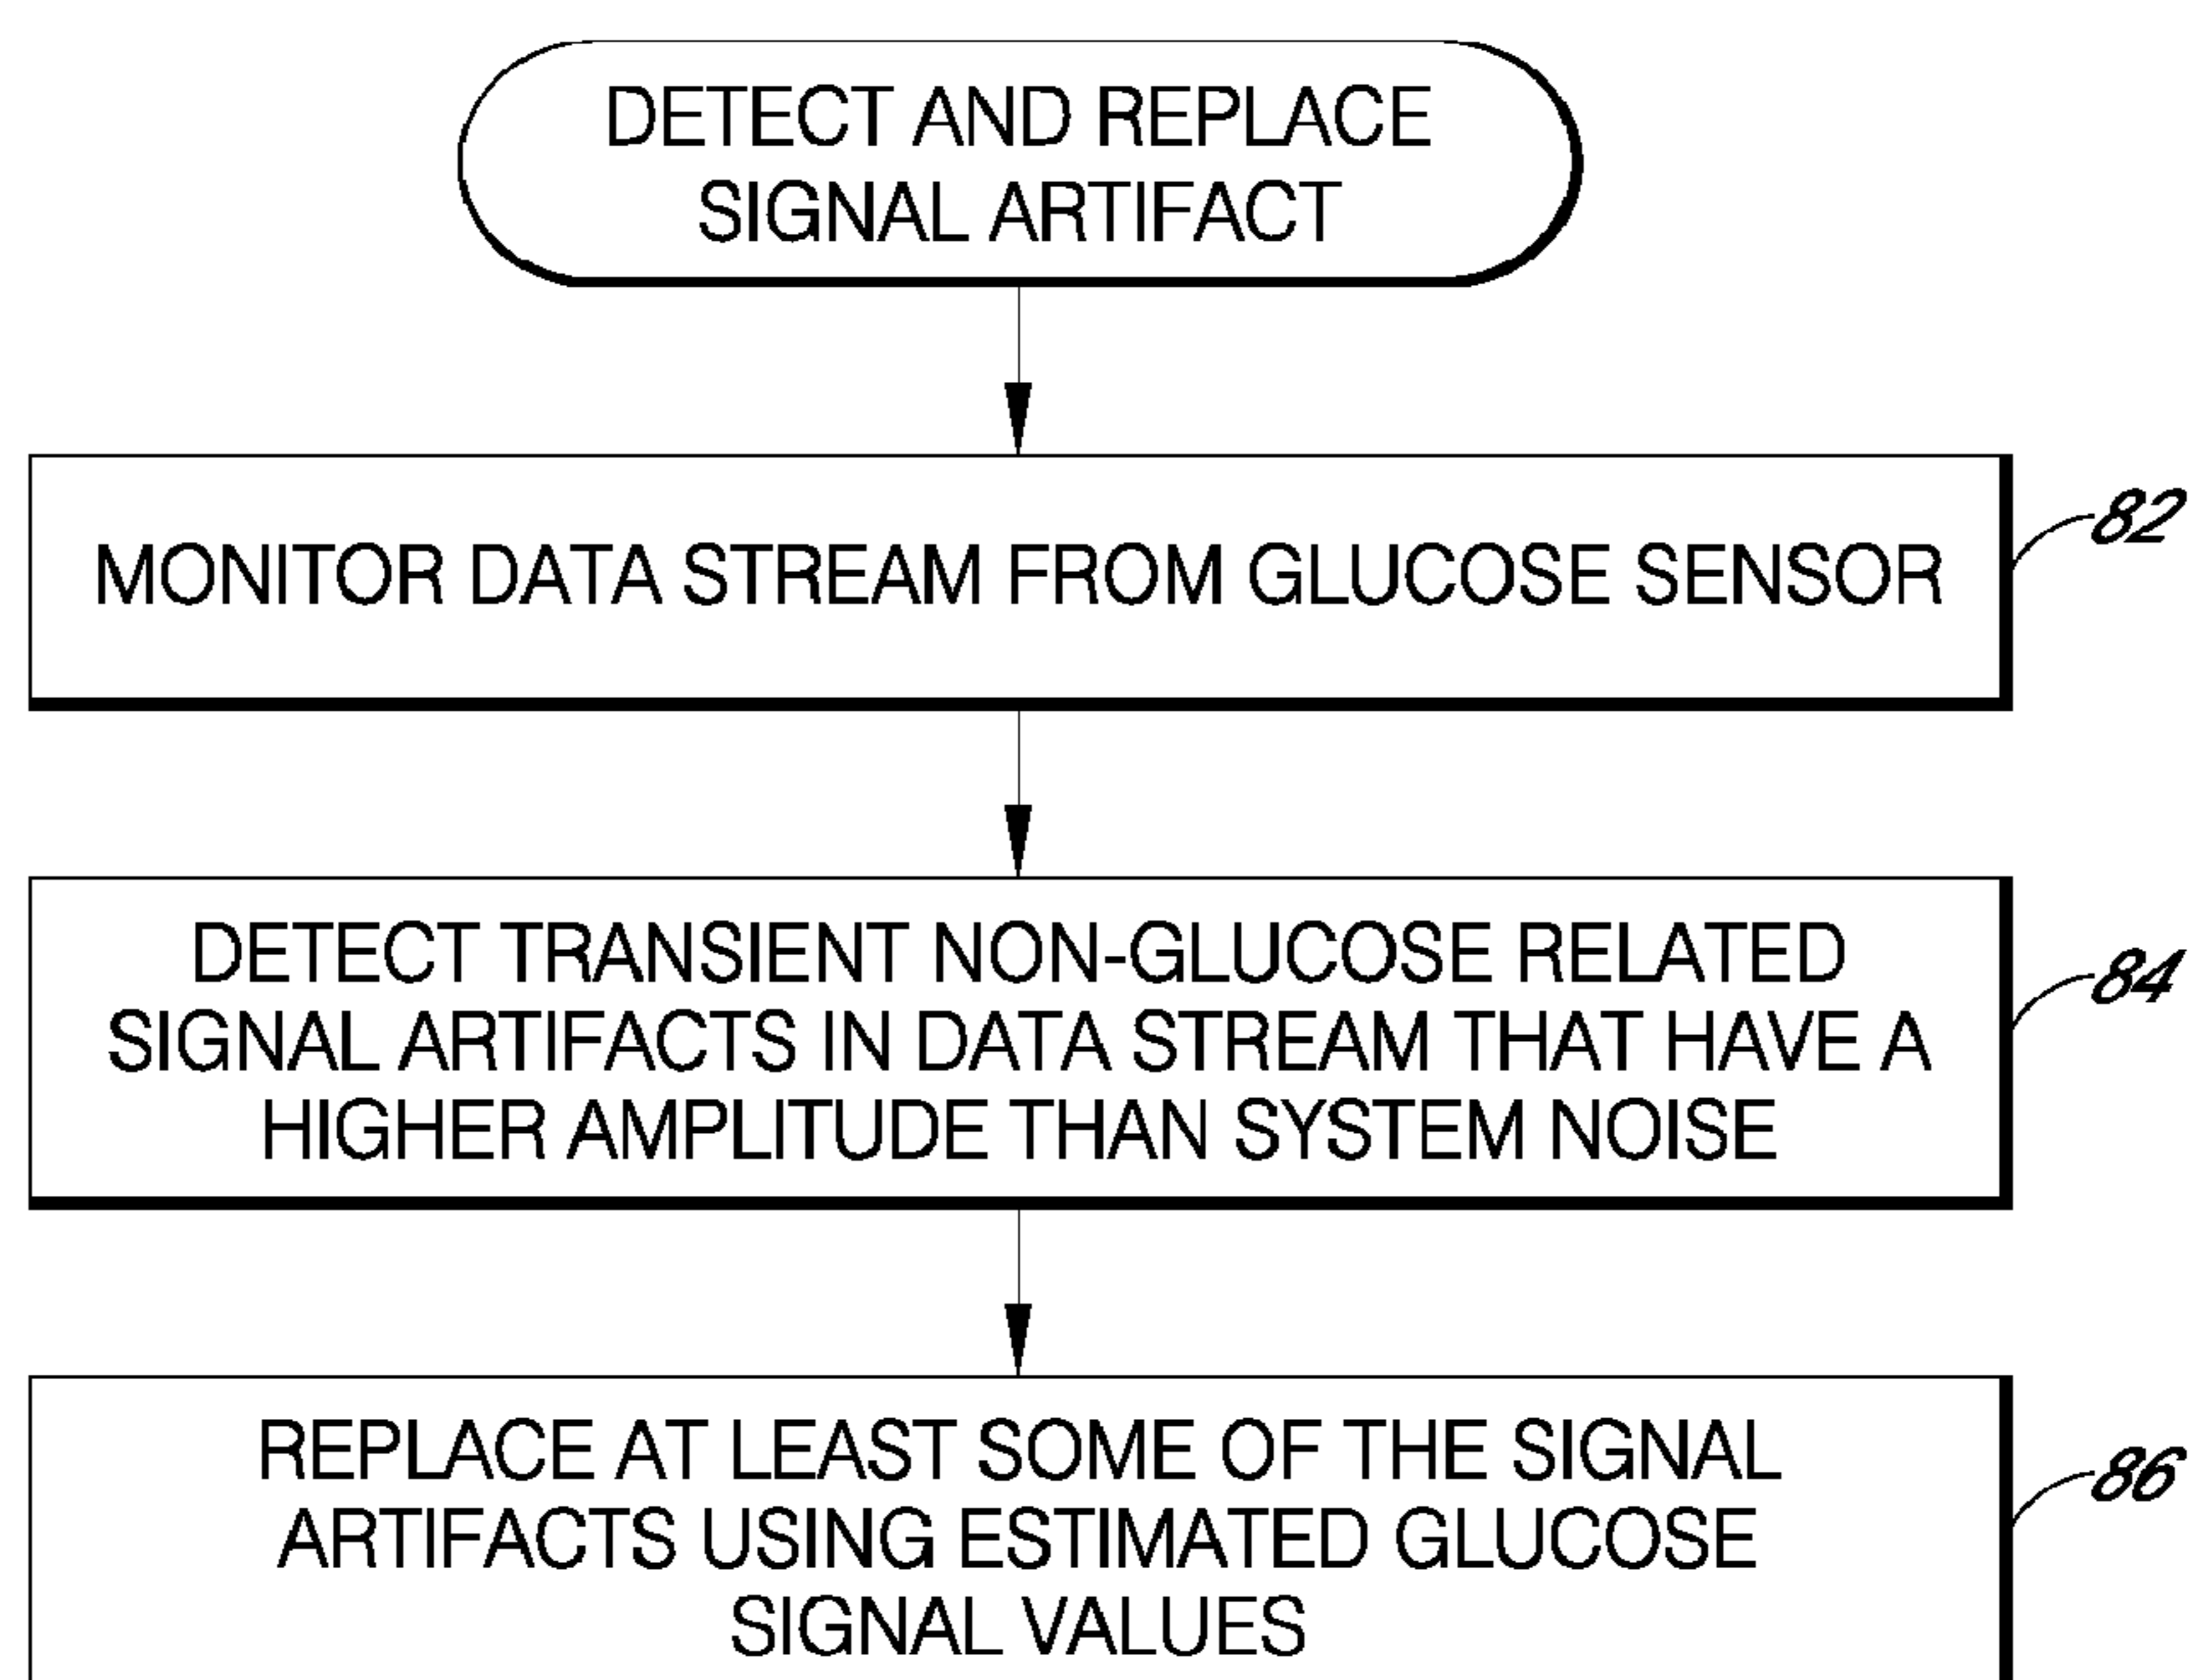 DETECT AND REPLACE
SIGNAL ARTIFACT
MONITOR DATA STREAM FROM GLUCOSE SENSOR
82
DETECT TRANSIENT NON-GLUCOSE RELATED
SIGNAL ARTIFACTS IN DATA STREAM THAT HAVE A
HIGHER AMPLITUDE THAN SYSTEM NOISE
84
REPLACE AT LEAST SOME OF THE SIGNAL
ARTIFACTS USING ESTIMATED GLUCOSE
SIGNAL VALUES
86